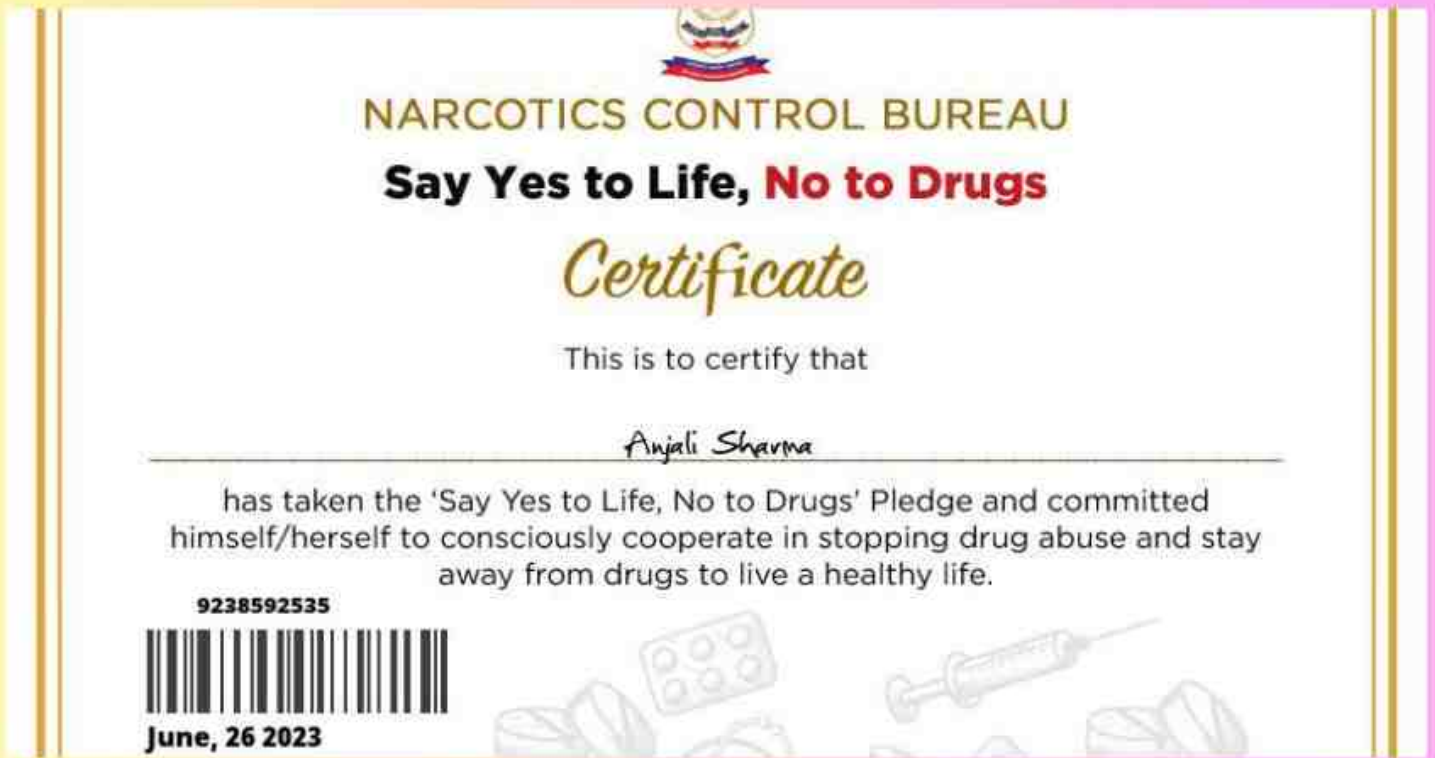 NARCOTICS CONTROL BUREAU
Say Yes to Life, No to Drugs
Certificate
This is to certify that
Anjali Sharma
has taken the ‘Say Yes to Life, No to Drugs’ Pledge and committed
himself/herself to consciously cooperate in stopping drug abuse and stay
away from drugs to live a healthy life.
9238592535
June, 26 2023